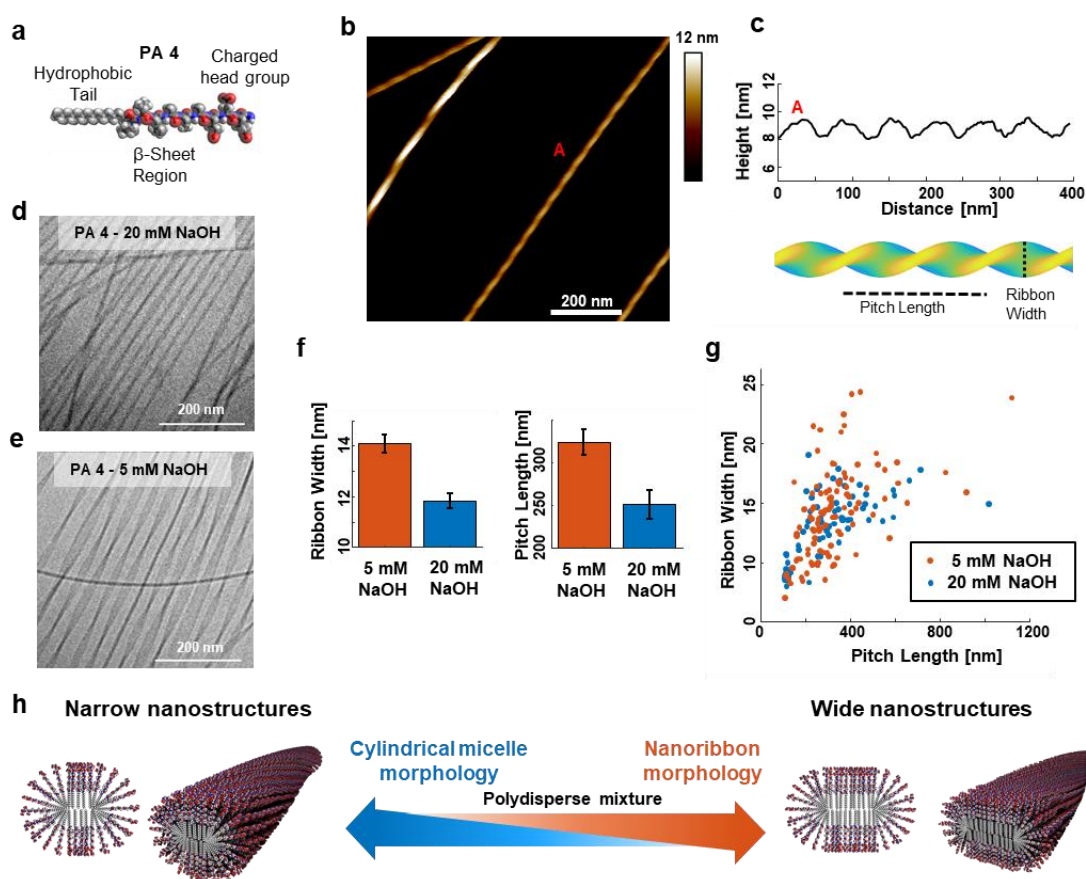 a
PA 4
Hydrophobic
Tail
Charged
head group
β-Sheet
Region
b
12 nm
A
200 nm
c
Height [nm]
12
10
8
6
A
0
100
200
300
400
Distance [nm]
Pitch Length
Ribbon
Width
d
PA 4 - 20 mM NaOH
200 nm
e
PA 4 - 5 mM NaOH
200 nm
f
Ribbon Width [nm]
14
12
10
5 mM
NaOH
20 mM
NaOH
Pitch Length [nm]
300
250
200
5 mM
NaOH
20 mM
NaOH
g
Ribbon Width [nm]
25
20
15
10
0
5 mM NaOH
20 mM NaOH
0
400
800
1200
Pitch Length [nm]
h
Narrow nanostructures
Cylindrical micelle
morphology
Nanoribbon
morphology
Polydisperse mixture
Wide nanostructures